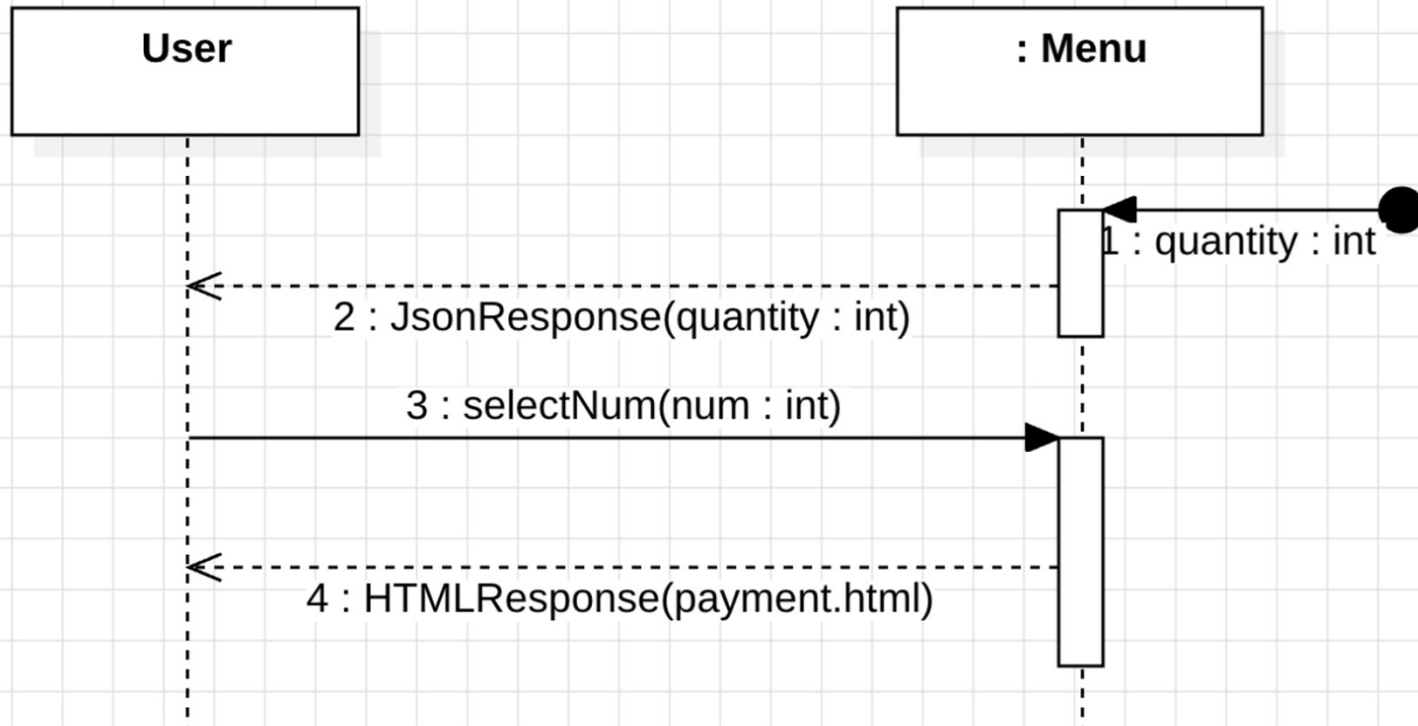 User
: Menu
1 : quantity : int
2 : JsonResponse(quantity : int)
3 : selectNum(num : int)
4 : HTMLResponse(payment.html)